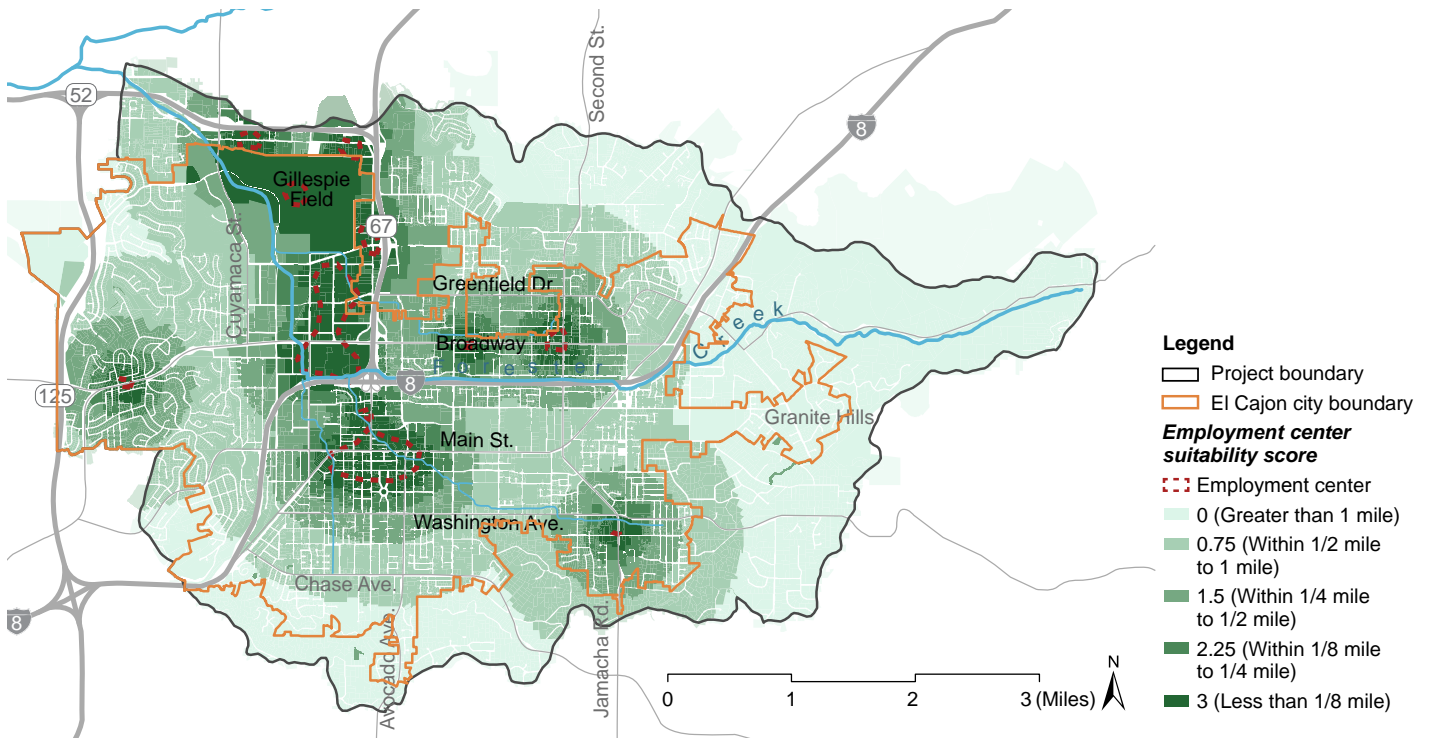 52
Second St.
8
Gillespie
Field
67
Cuyamaca St.
Greenfield Dr
Broadway
Forester Creek
125
8
Granite Hills
Main St.
Washington Ave.
Chase Ave.
Avocado Ave.
Jamacha Rd.
8
0 1 2 3 (Miles)
N
Legend
Project boundary
El Cajon city boundary
Employment center
suitability score
Employment center
0 (Greater than 1 mile)
0.75 (Within 1/2 mile
to 1 mile)
1.5 (Within 1/4 mile
to 1/2 mile)
2.25 (Within 1/8 mile
to 1/4 mile)
3 (Less than 1/8 mile)